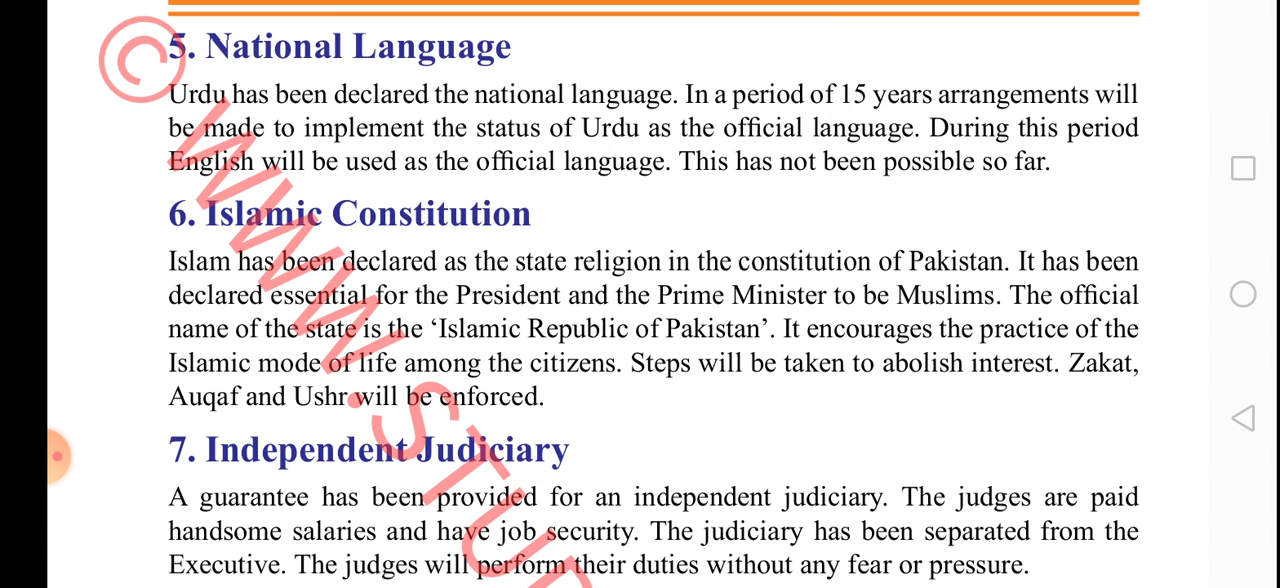 5. National Language
Urdu has been declared the national language. In a period of 15 years arrangements will
be made to implement the status of Urdu as the official language. During this period
English will be used as the official language. This has not been possible so far.
6. Islamic Constitution
Islam has been declared as the state religion in the constitution of Pakistan. It has been
declared essential for the President and the Prime Minister to be Muslims. The official
name of the state is the ‘Islamic Republic of Pakistan’. It encourages the practice of the
Islamic mode of life among the citizens. Steps will be taken to abolish interest. Zakat,
Auqaf and Ushr will be enforced.
7. Independent Judiciary
A guarantee has been provided for an independent judiciary. The judges are paid
handsome salaries and have job security. The judiciary has been separated from the
Executive. The judges will perform their duties without any fear or pressure.
© WWW.STU